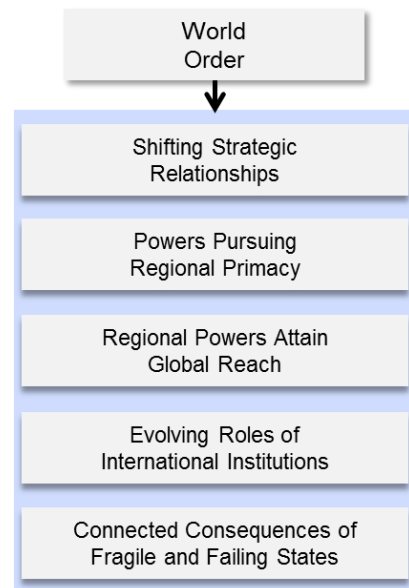 World
Order
Shifting Strategic
Relationships
Powers Pursuing
Regional Primacy
Regional Powers Attain
Global Reach
Evolving Roles of
International Institutions
Connected Consequences of
Fragile and Failing States